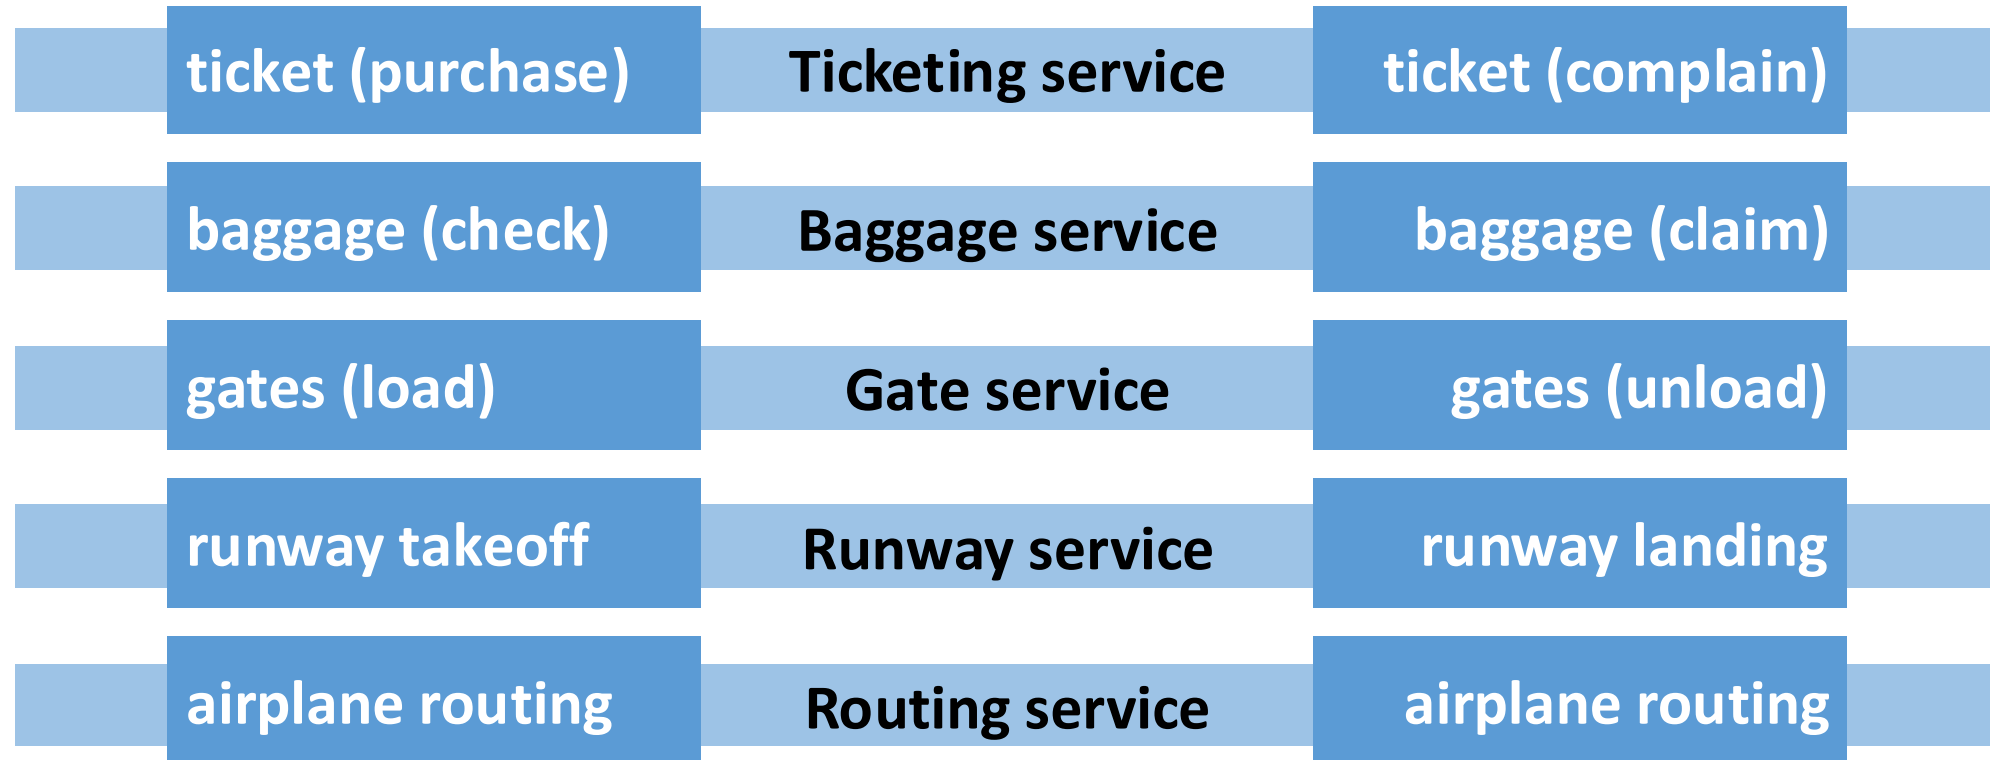 ticket (purchase) Ticketing service ticket (complain)
baggage (check) Baggage service baggage (claim)
gates (load) Gate service gates (unload)
runway takeoff Runway service runway landing
airplane routing Routing service airplane routing